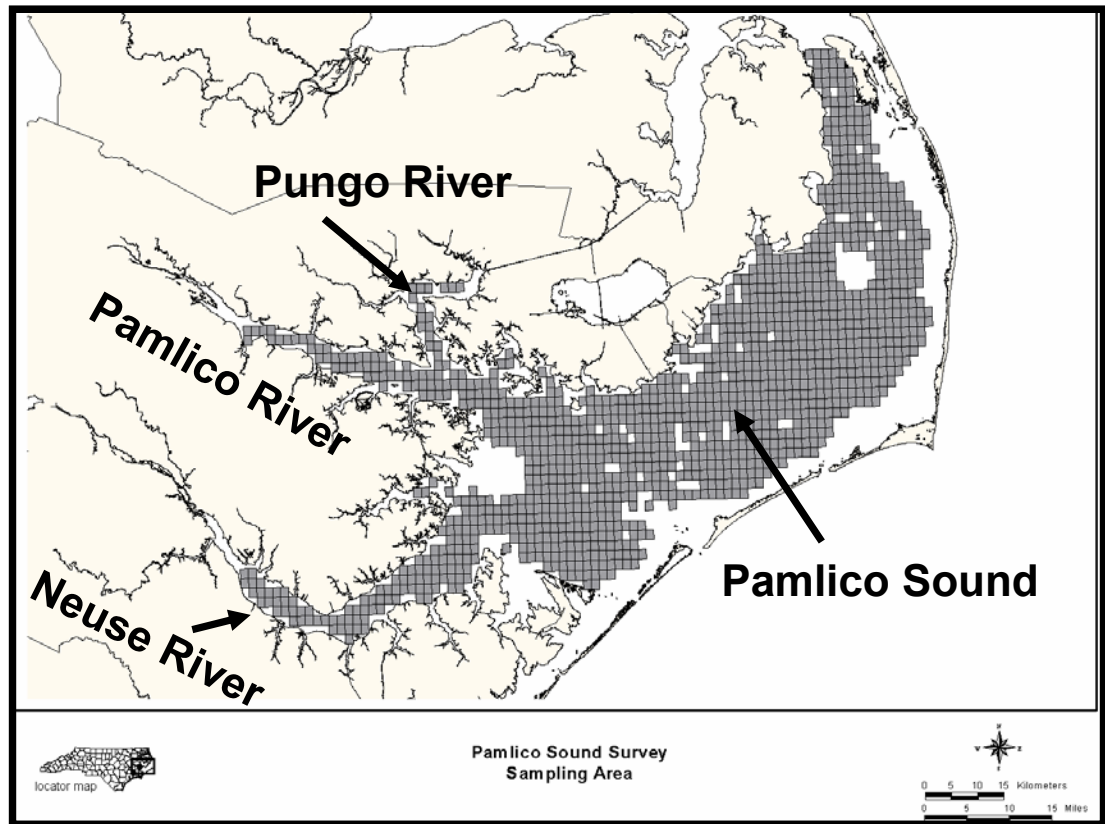 Pungo River
Pamlico River
Neuse River
Pamlico Sound
locator map
Pamlico Sound Survey
Sampling Area
N
0 5 10 15 Kilometers
0 5 10 15 Miles